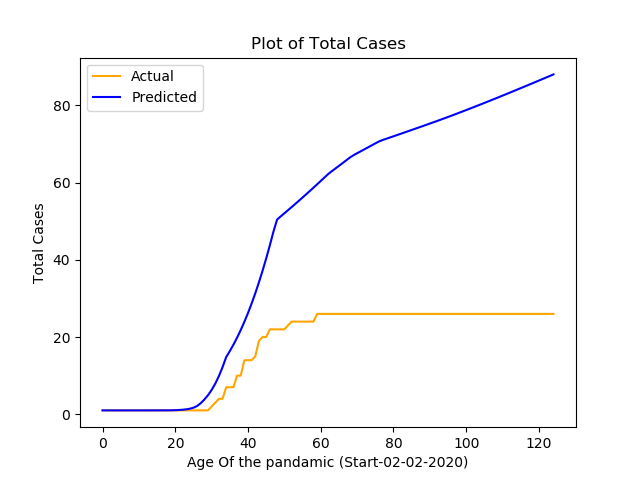 Plot of Total Cases
Actual
Predicted
80
60
40
20
0
Total Cases
0 20 40 60 80 100 120
Age Of the pandamic (Start-02-02-2020)